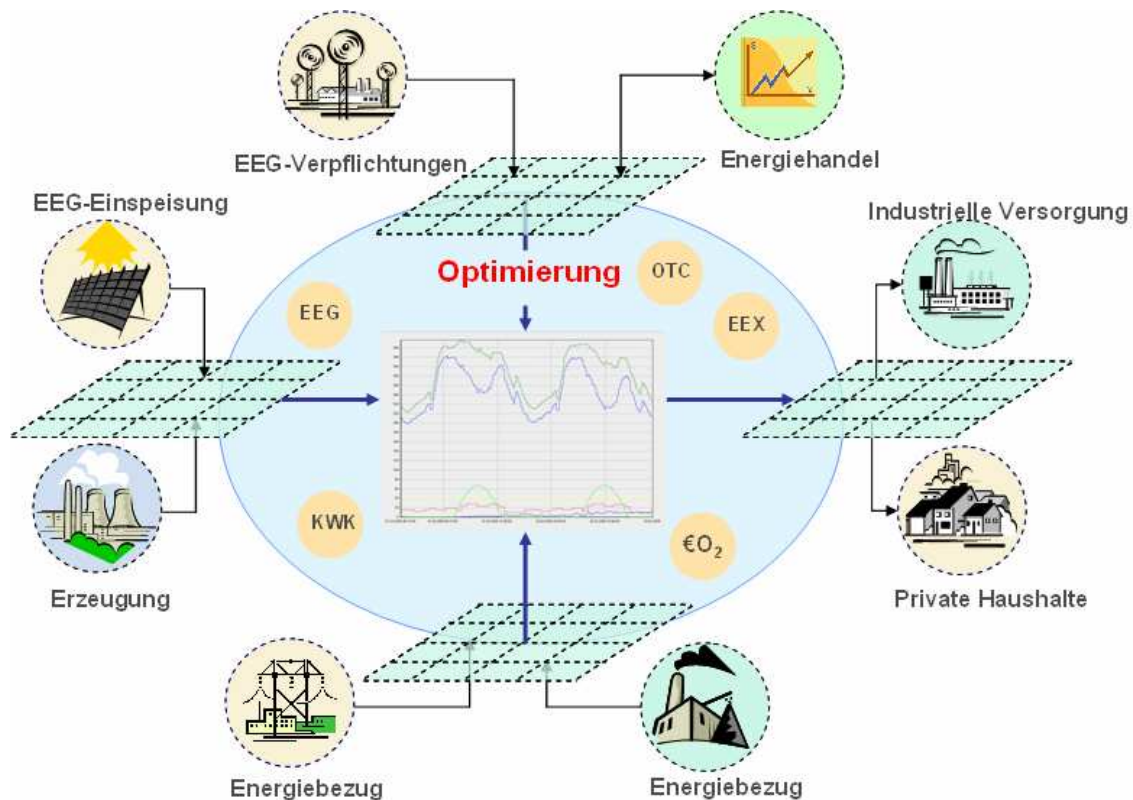 EEG-Verpflichtungen
Energiehandel
EEG-Einspeisung
Industrielle Versorgung
Optimierung
OTC
EEG
EEX
KWK
€O₂
Erzeugung
Private Haushalte
Energiebezug
Energiebezug